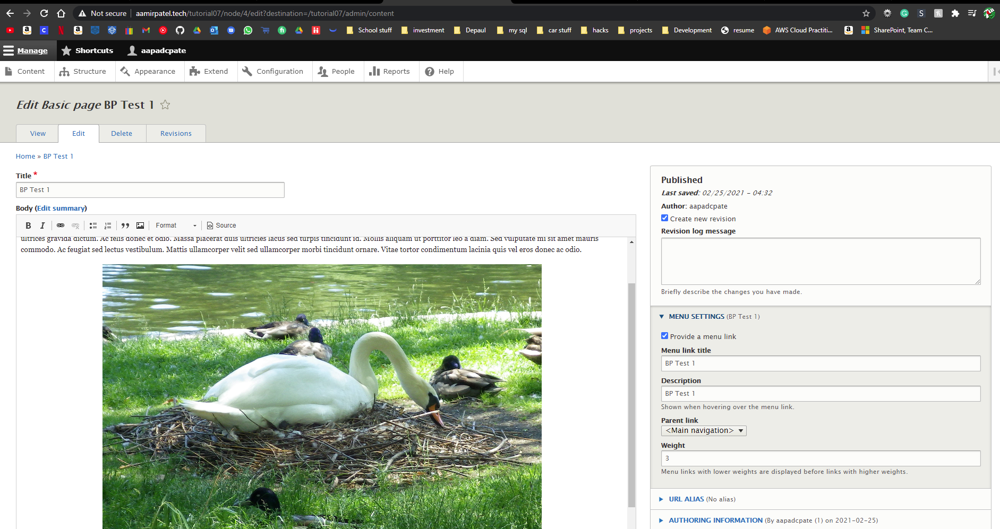 Not secure aamirpatel.tech/tutorial07/node/4/edit?destination=/tutorial07/admin/content
School stuff investment Depaul my sql car stuff hacks projects Development resume AWS Cloud Practiti... SharePoint, Team C...
Manage Shortcuts aapadcpate
Content Structure Appearance Extend Configuration People Reports Help
Edit Basic page BP Test 1
View Edit Delete Revisions
Home » BP Test 1
Title *
BP Test 1
Body (Edit summary)
B I Format Source
ultrices gravida dictum. Ac felis donec et odio. Massa placerat duis ultricies lacus sed turpis tincidunt id. Mollis aliquam ut porttitor leo a diam. Sed vulputate mi sit amet mauris
commodo. Ac feugiat sed lectus vestibulum. Mattis ullamcorper velit sed ullamcorper morbi tincidunt ornare. Vitae tortor condimentum lacinia quis vel eros donec ac odio.
Published
Last saved: 02/25/2021 - 04:32
Author: aapadcpate
Create new revision
Revision log message
Briefly describe the changes you have made.
MENU SETTINGS (BP Test 1)
Provide a menu link
Menu link title
BP Test 1
Description
BP Test 1
Shown when hovering over the menu link.
Parent link
<Main navigation>
Weight
3
Menu links with lower weights are displayed before links with higher weights.
URL ALIAS (No alias)
AUTHORING INFORMATION (By aapadcpate (1) on 2021-02-25)